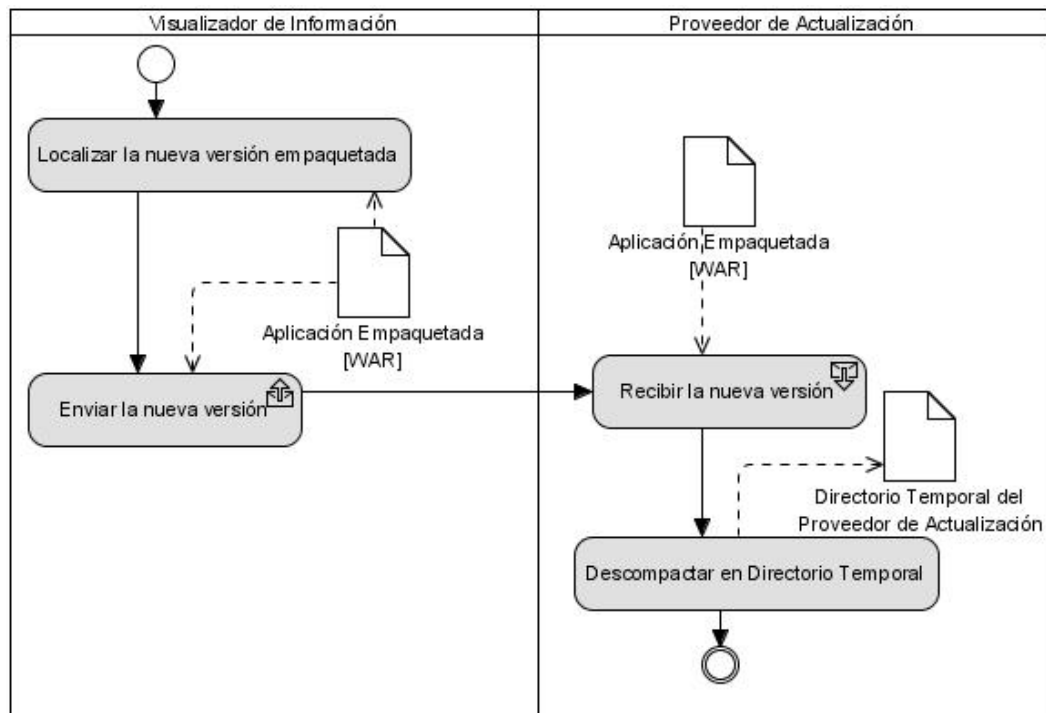 Visualizador de Información
Proveedor de Actualización
Localizar la nueva versión empaquetada
Aplicación Empaquetada
[WAR]
Aplicación Empaquetada
[WAR]
Enviar la nueva versión
Recibir la nueva versión
Directorio Temporal del
Proveedor de Actualización
Descompactar en Directorio Temporal